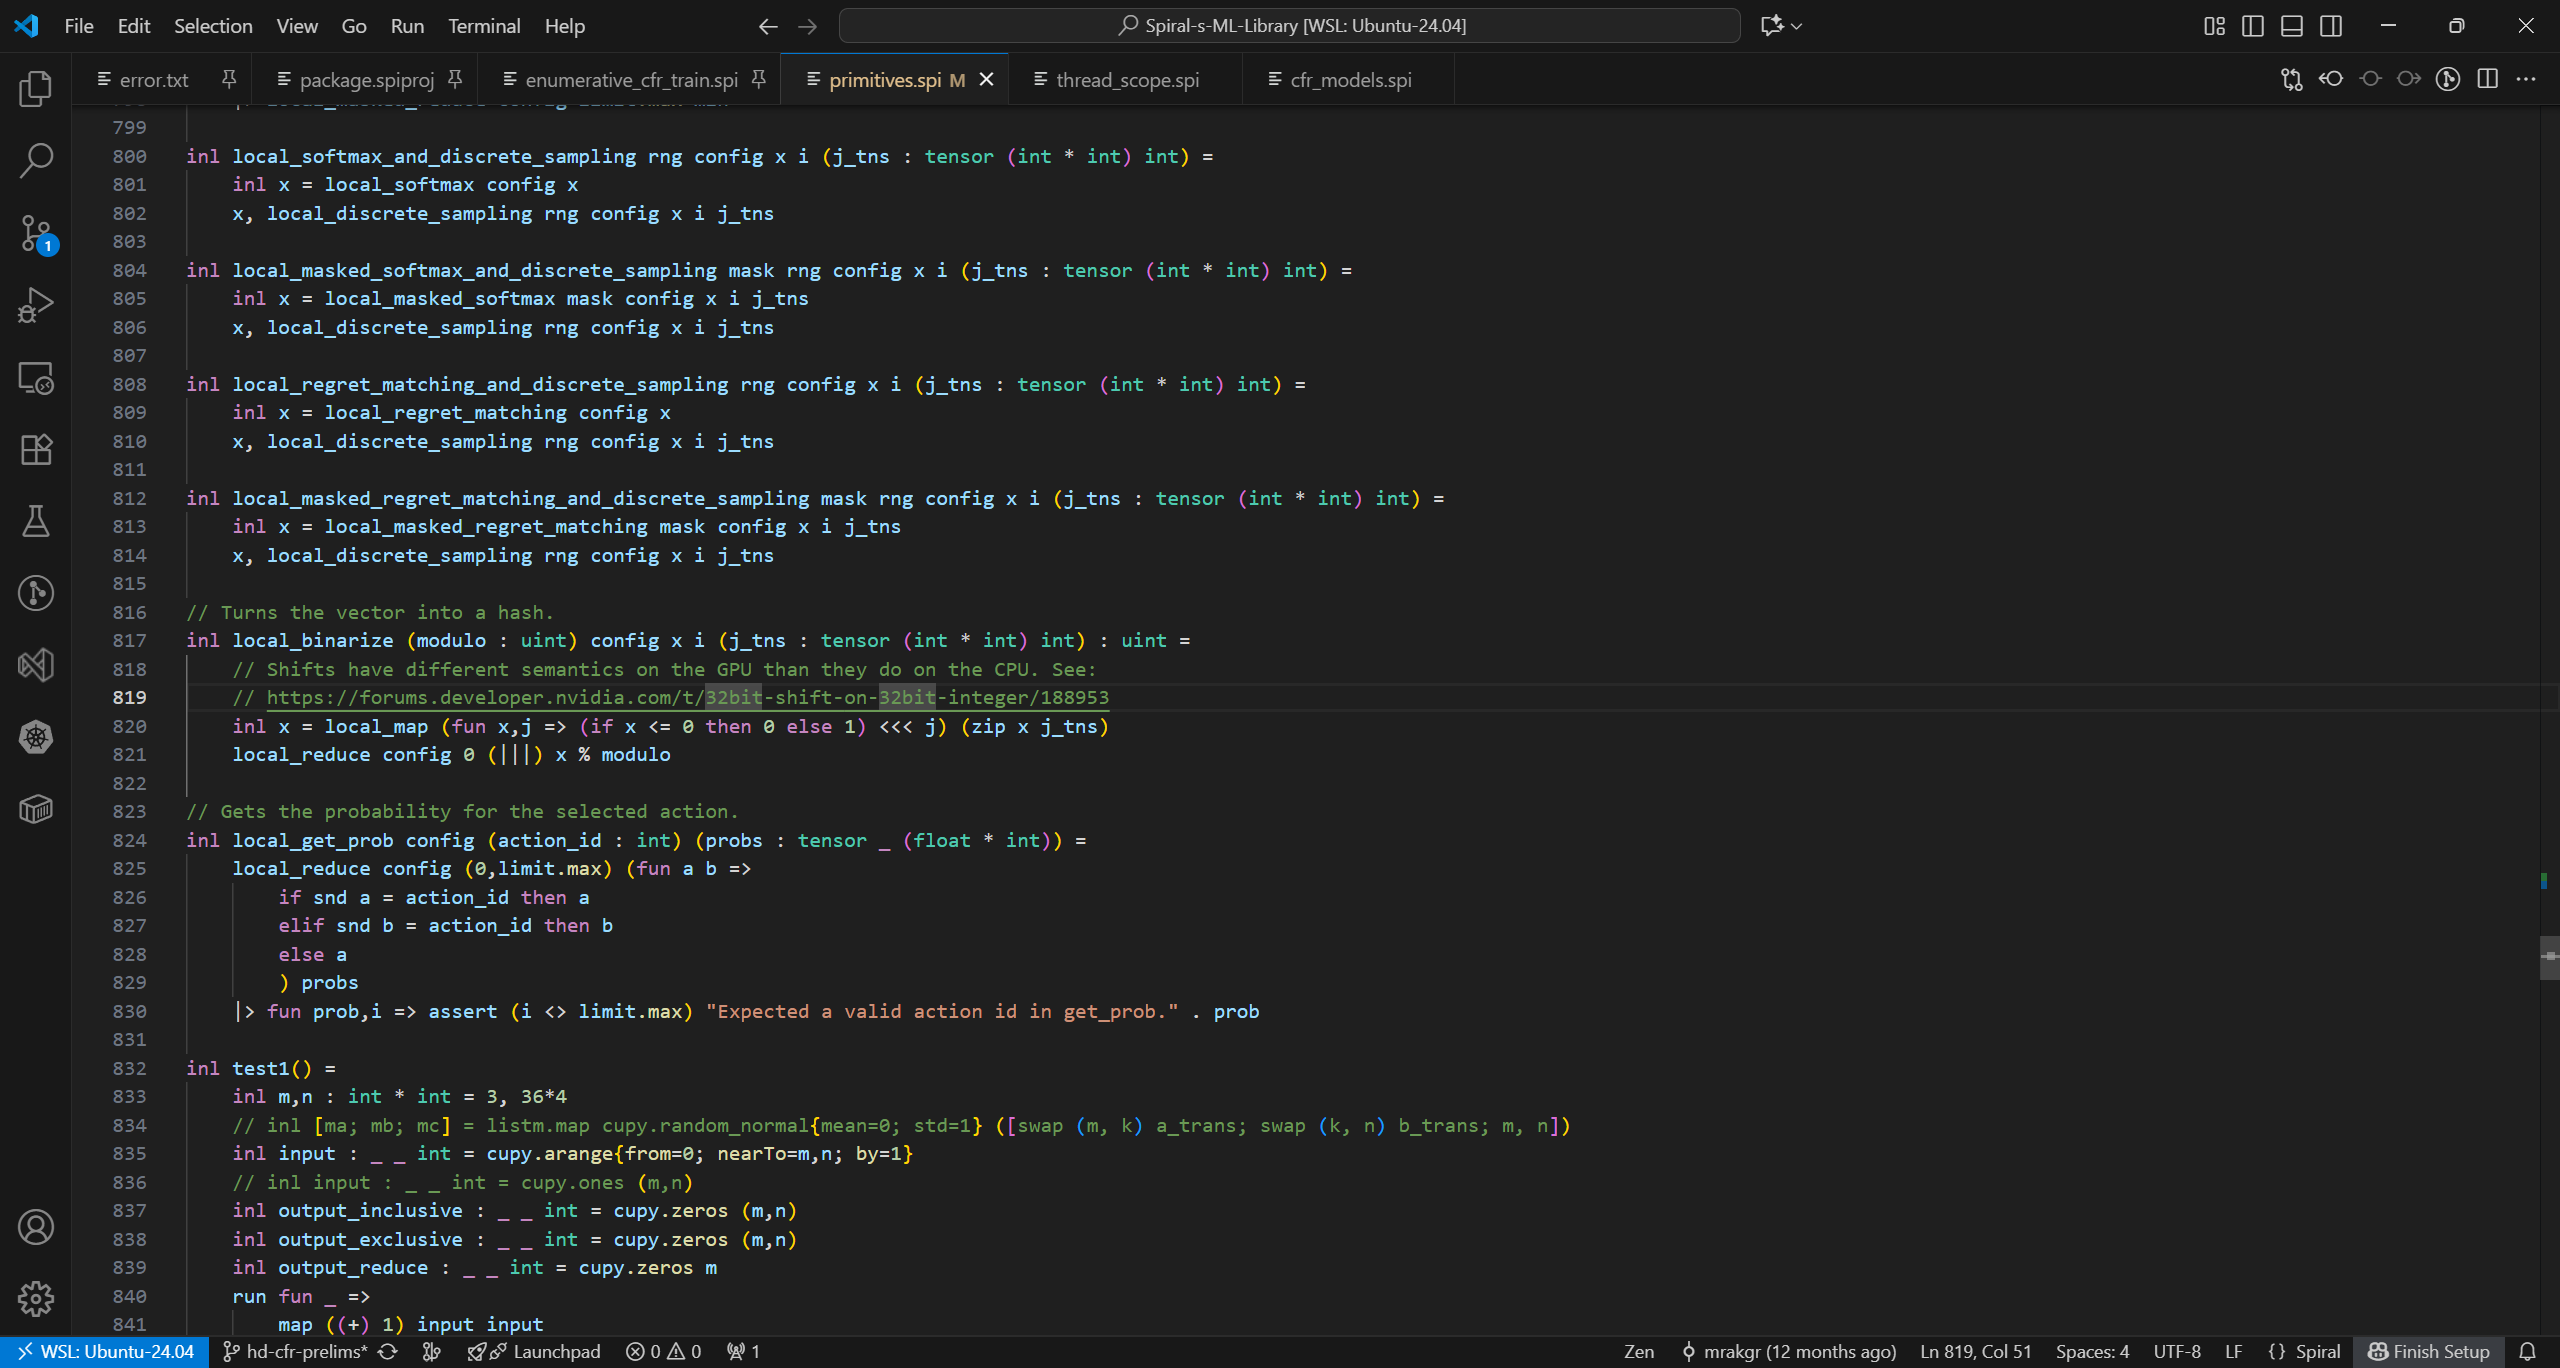 File Edit Selection View Go Run Terminal Help
Spiral-s-ML-Library [WSL: Ubuntu-24.04]
error.txt package.spiproj enumerative_cfr_train.spi primitives.spi M thread_scope.spi cfr_models.spi
799
800 inl local_softmax_and_discrete_sampling rng config x i (j_tns : tensor (int * int) int) =
801 inl x = local_softmax config x
802 x, local_discrete_sampling rng config x i j_tns
803
804 inl local_masked_softmax_and_discrete_sampling mask rng config x i (j_tns : tensor (int * int) int) =
805 inl x = local_masked_softmax mask config x i j_tns
806 x, local_discrete_sampling rng config x i j_tns
807
808 inl local_regret_matching_and_discrete_sampling rng config x i (j_tns : tensor (int * int) int) =
809 inl x = local_regret_matching config x
810 x, local_discrete_sampling rng config x i j_tns
811
812 inl local_masked_regret_matching_and_discrete_sampling mask rng config x i (j_tns : tensor (int * int) int) =
813 inl x = local_masked_regret_matching mask config x i j_tns
814 x, local_discrete_sampling rng config x i j_tns
815
816 // Turns the vector into a hash.
817 inl local_binarize (modulo : uint) config x i (j_tns : tensor (int * int) int) : uint =
818 // Shifts have different semantics on the GPU than they do on the CPU. See:
819 // https://forums.developer.nvidia.com/t/32bit-shift-on-32bit-integer/188953
820 inl x = local_map (fun x,j => (if x <= 0 then 0 else 1) <<< j) (zip x j_tns)
821 local_reduce config 0 (|||) x % modulo
822
823 // Gets the probability for the selected action.
824 inl local_get_prob config (action_id : int) (probs : tensor _ (float * int)) =
825 local_reduce config (0,limit.max) (fun a b =>
826 if snd a = action_id then a
827 elif snd b = action_id then b
828 else a
829 ) probs
830 |> fun prob,i => assert (i <> limit.max) "Expected a valid action id in get_prob." . prob
831
832 inl test1() =
833 inl m,n : int * int = 3, 36*4
834 // inl [ma; mb; mc] = listm.map cupy.random_normal{mean=0; std=1} ([swap (m, k) a_trans; swap (k, n) b_trans; m, n])
835 inl input : _ _ int = cupy.arange{from=0; nearTo=m,n; by=1}
836 // inl input : _ _ int = cupy.ones (m,n)
837 inl output_inclusive : _ _ int = cupy.zeros (m,n)
838 inl output_exclusive : _ _ int = cupy.zeros (m,n)
839 inl output_reduce : _ _ int = cupy.zeros m
840 run fun _ =>
841 map ((+) 1) input input
WSL: Ubuntu-24.04 hd-cfr-prelims* Launchpad 0 0 1 Zen mrakgr (12 months ago) Ln 819, Col 51 Spaces: 4 UTF-8 LF {} Spiral Finish Setup